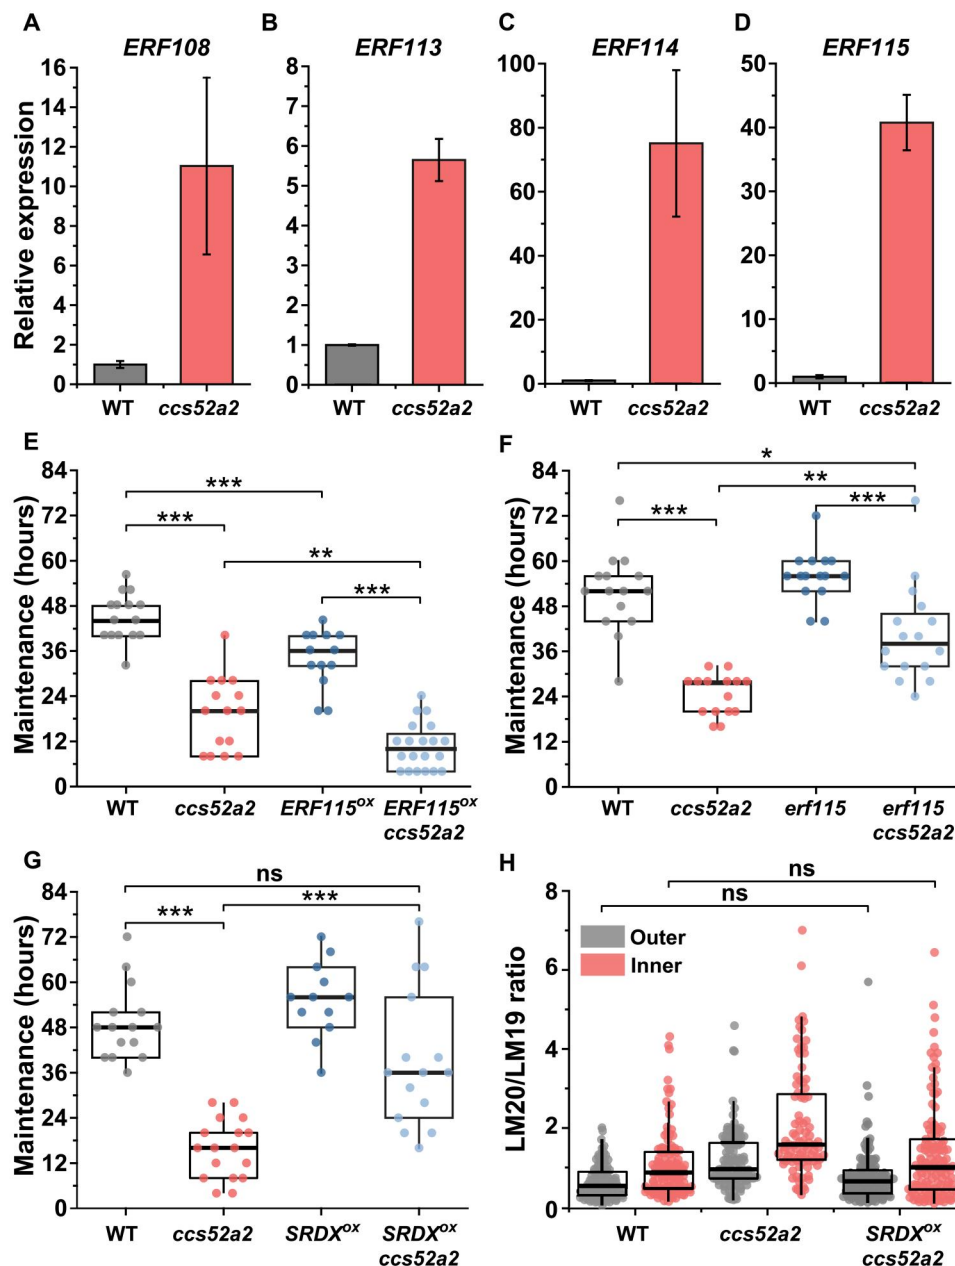 A
ERF108
Relative expression
16
14
12
10
8
6
4
2
0
WT ccs52a2
B
ERF113
8
7
6
5
4
3
2
1
0
WT ccs52a2
C
ERF114
100
80
60
40
20
0
WT ccs52a2
D
ERF115
50
40
30
20
10
0
WT ccs52a2
E
Maintenance (hours)
84
72
60
48
36
24
12
0
***
***
**
***
WT ccs52a2 ERF115ox ERF115ox
ccs52a2
F
Maintenance (hours)
84
72
60
48
36
24
12
0
*
**
***
***
WT ccs52a2 erf115 erf115
ccs52a2
G
Maintenance (hours)
84
72
60
48
36
24
12
0
ns
***
***
WT ccs52a2 SRDXox SRDXox
ccs52a2
H
LM20/LM19 ratio
8
6
4
2
0
ns
ns
Outer
Inner
WT ccs52a2 SRDXox
ccs52a2